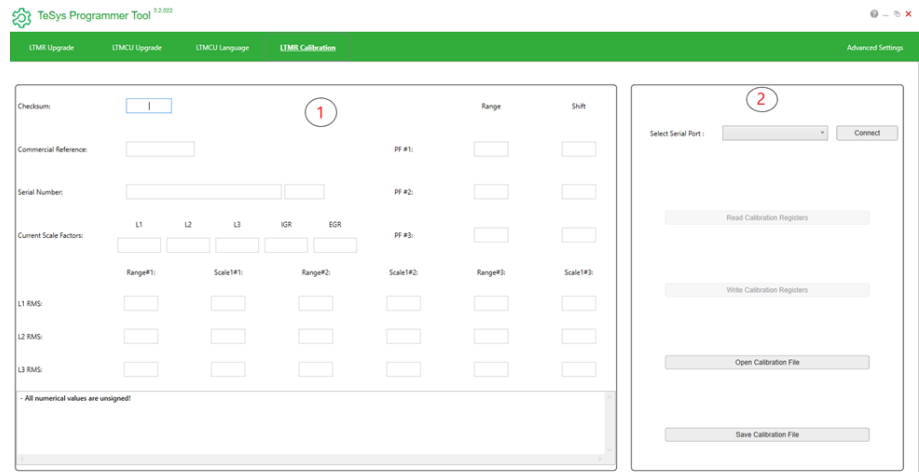 TeSys Programmer Tool 3.2.022
LTMR Upgrade LTMCU Upgrade LTMCU Language LTMR Calibration Advanced Settings
1
2
Checksum: Range Shift
Select Serial Port : Connect
Commercial Reference: PF #1:
Serial Number: PF #2:
Read Calibration Registers
L1 L2 L3 IGR EGR
Current Scale Factors: PF #3:
Range#1: Scale1#1: Range#2: Scale1#2: Range#3: Scale1#3:
Write Calibration Registers
L1 RMS:
L2 RMS:
Open Calibration File
L3 RMS:
- All numerical values are unsigned!
Save Calibration File